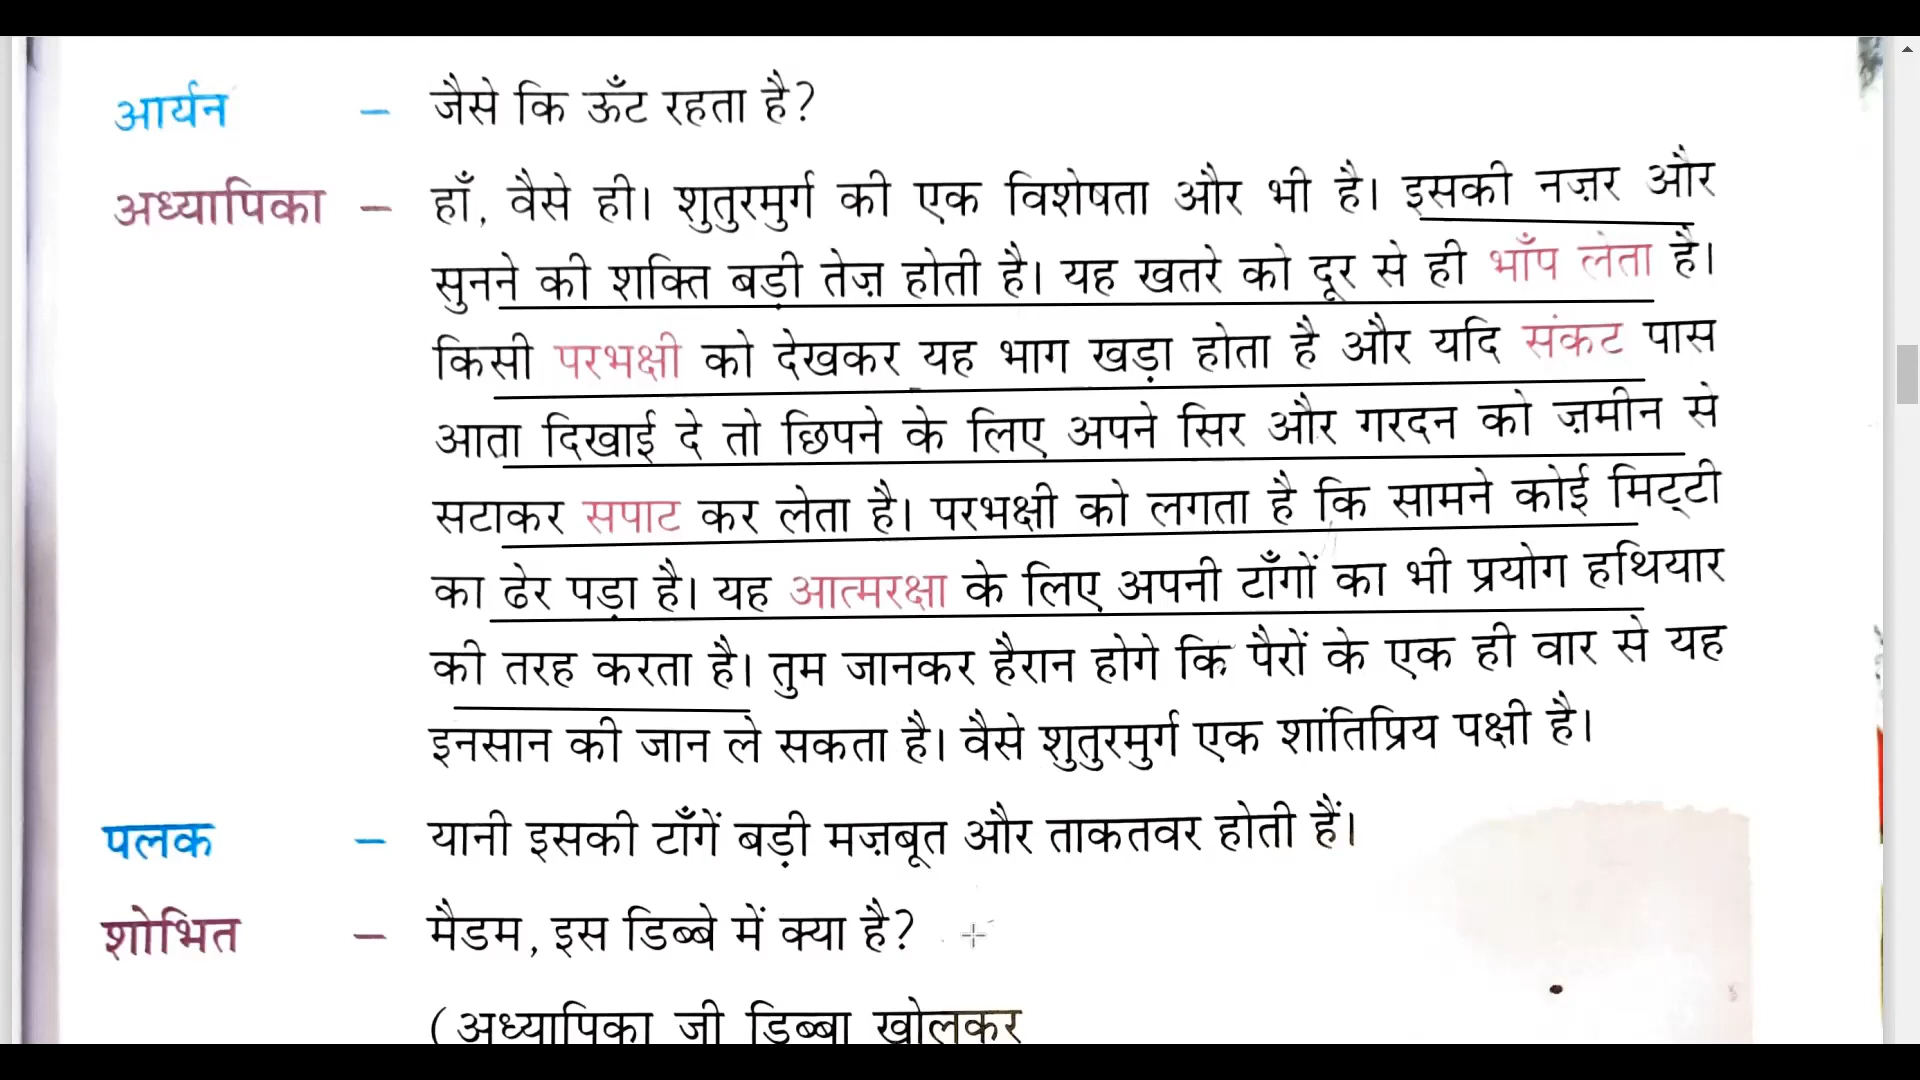 आर्यन – जैसे कि ऊँट रहता है?
अध्यापिका – हाँ, वैसे ही। शुतुरमुर्ग की एक विशेषता और भी है। इसकी नज़र और
सुनने की शक्ति बड़ी तेज़ होती है। यह खतरे को दूर से ही भाँप लेता है।
किसी परभक्षी को देखकर यह भाग खड़ा होता है और यदि संकट पास
आता दिखाई दे तो छिपने के लिए अपने सिर और गरदन को ज़मीन से
सटाकर सपाट कर लेता है। परभक्षी को लगता है कि सामने कोई मिट्‌टी
का ढेर पड़ा है। यह आत्मरक्षा के लिए अपनी टाँगों का भी प्रयोग हथियार
की तरह करता है। तुम जानकर हैरान होगे कि पैरों के एक ही वार से यह
इनसान की जान ले सकता है। वैसे शुतुरमुर्ग एक शांतिप्रिय पक्षी है।
पलक – यानी इसकी टाँगें बड़ी मज़बूत और ताकतवर होती हैं।
शोभित – मैडम, इस डिब्बे में क्या है?
(अध्यापिका जी डिब्बा खोलकर